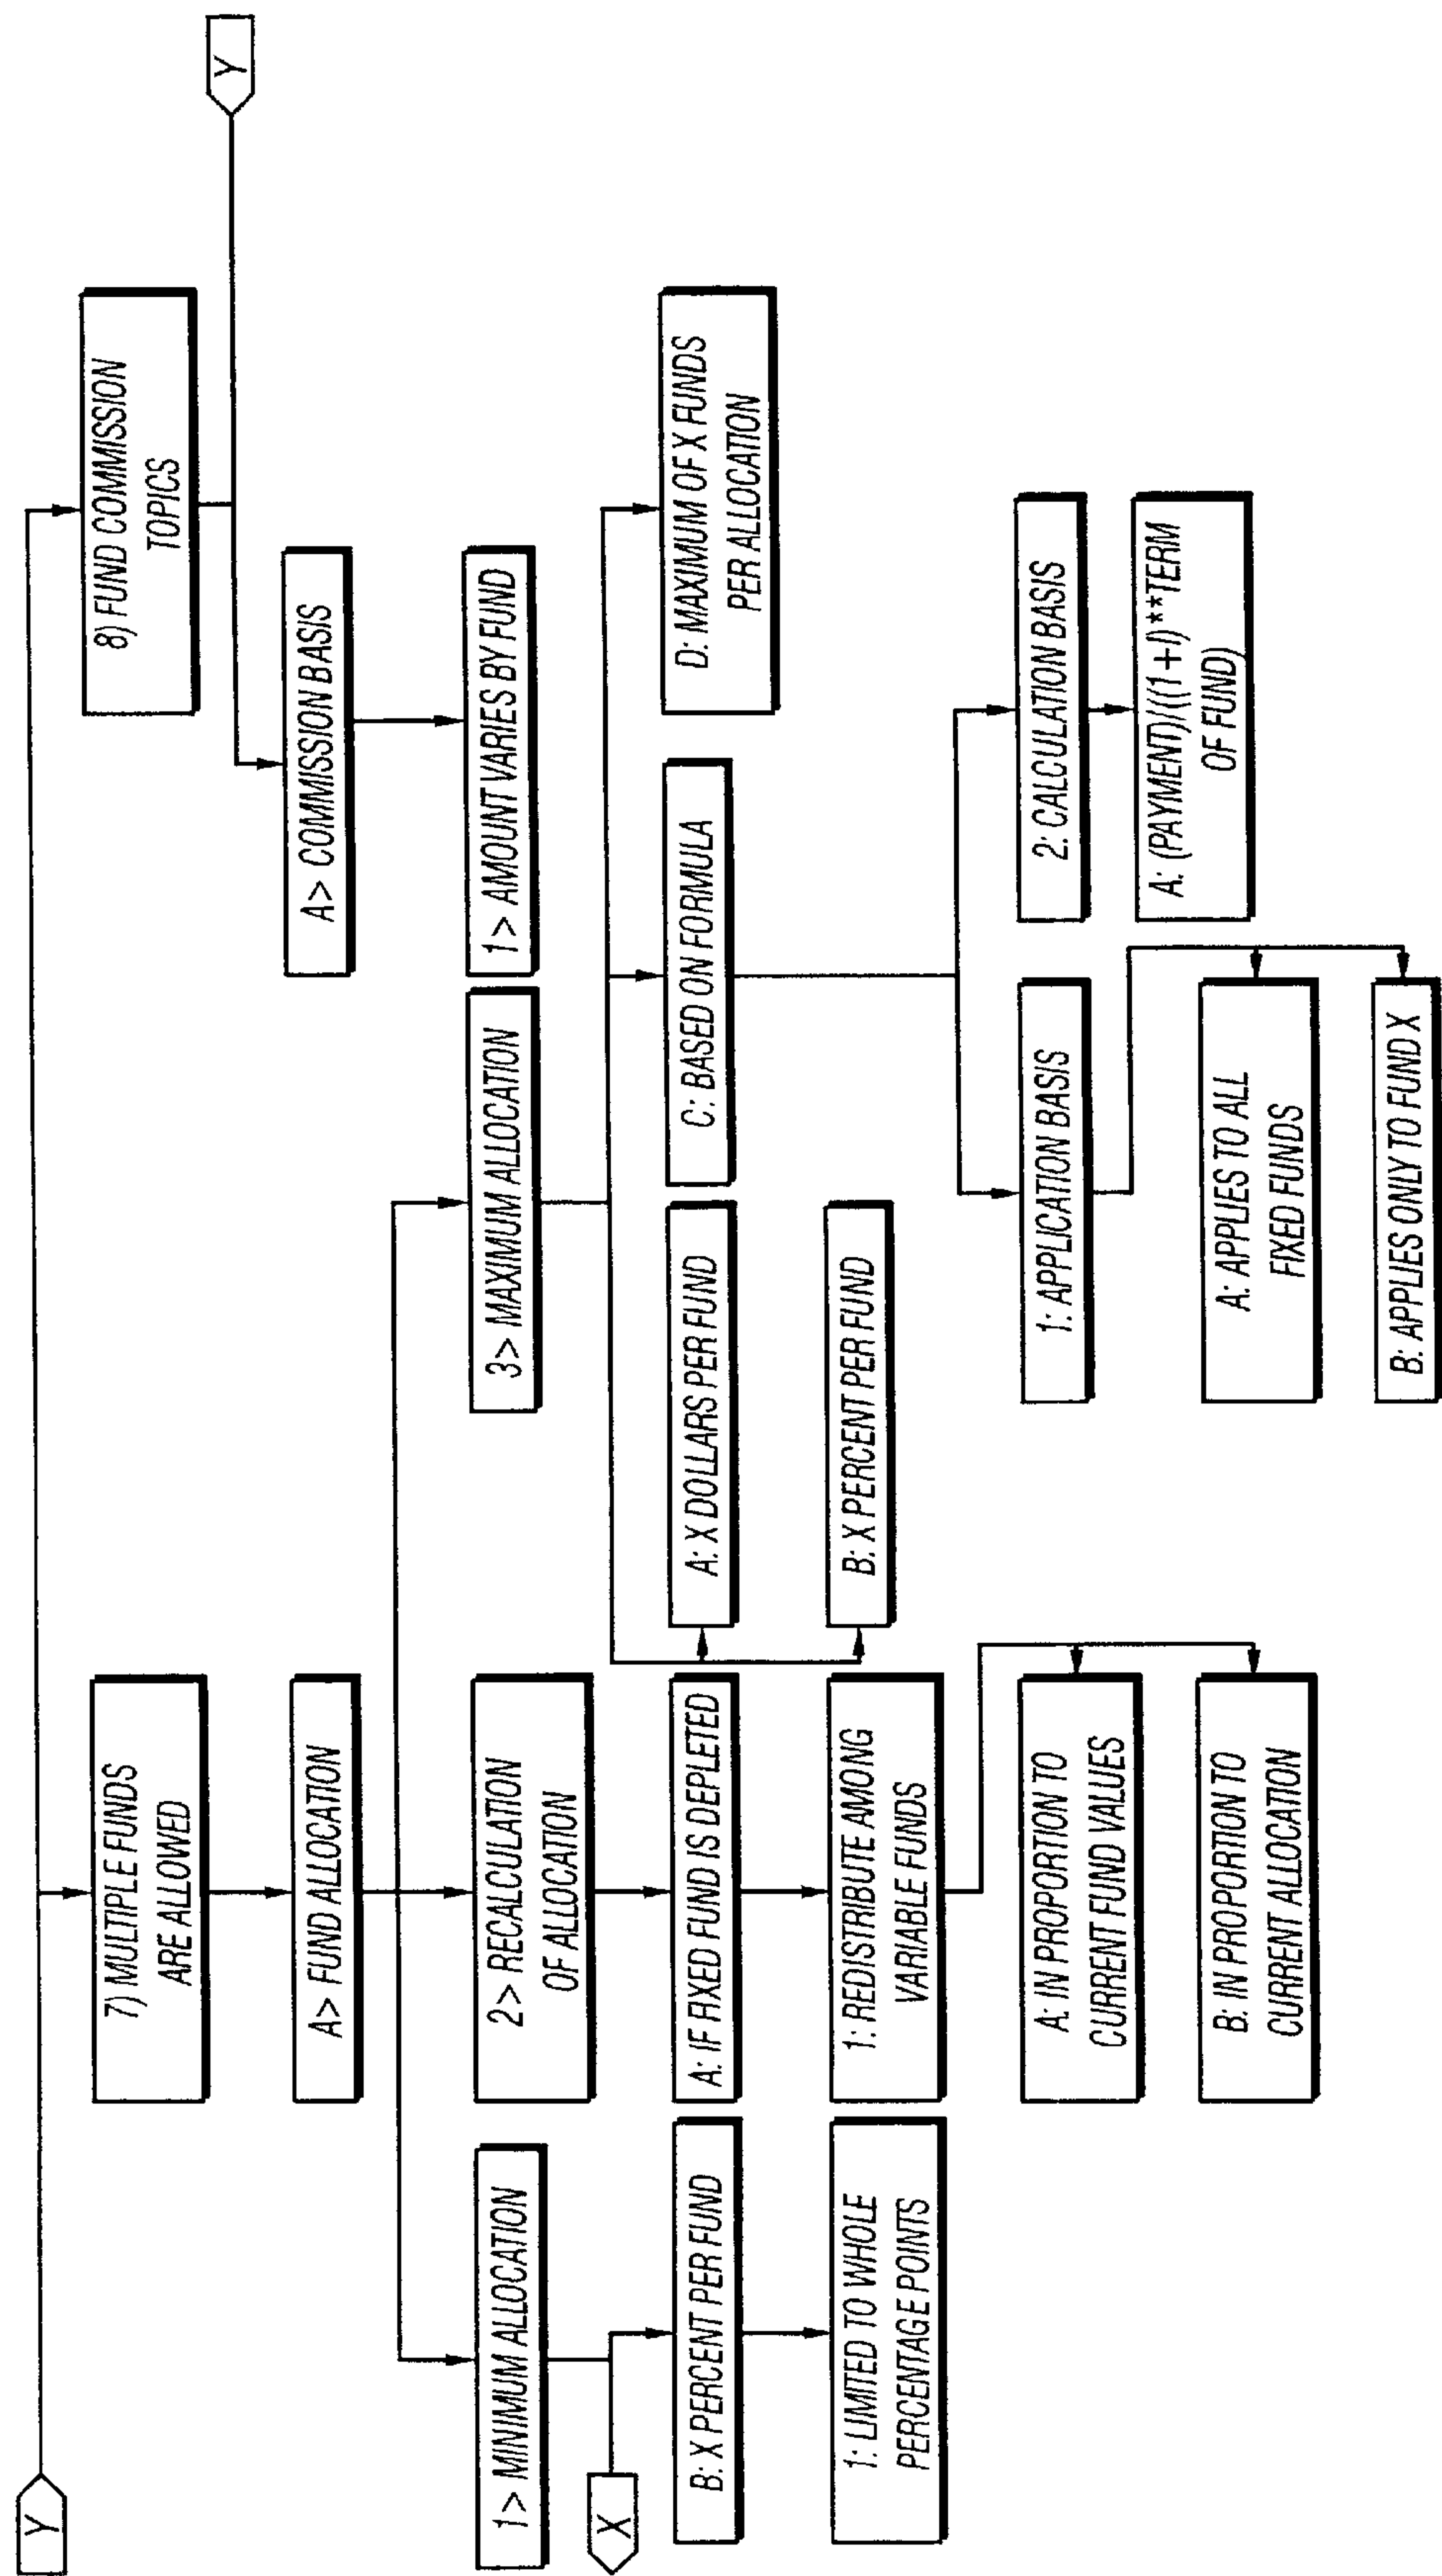 Y
Y
7) MULTIPLE FUNDS
ARE ALLOWED
8) FUND COMMISSION
TOPICS
A> FUND ALLOCATION
A> COMMISSION BASIS
1> MINIMUM ALLOCATION
2> RECALCULATION
OF ALLOCATION
3> MAXIMUM ALLOCATION
1> AMOUNT VARIES BY FUND
X
B: X PERCENT PER FUND
A: IF FIXED FUND IS DEPLETED
A: X DOLLARS PER FUND
C: BASED ON FORMULA
D: MAXIMUM OF X FUNDS
PER ALLOCATION
1: LIMITED TO WHOLE
PERCENTAGE POINTS
1: REDISTRIBUTE AMONG
VARIABLE FUNDS
B: X PERCENT PER FUND
A: IN PROPORTION TO
CURRENT FUND VALUES
1: APPLICATION BASIS
2: CALCULATION BASIS
A: (PAYMENT)/((1+I)**TERM
OF FUND)
B: IN PROPORTION TO
CURRENT ALLOCATION
A: APPLIES TO ALL
FIXED FUNDS
B: APPLIES ONLY TO FUND X